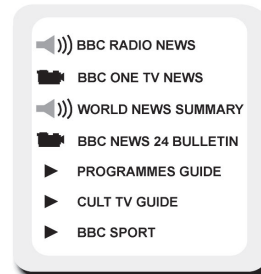 BBC RADIO NEWS
BBC ONE TV NEWS
WORLD NEWS SUMMARY
BBC NEWS 24 BULLETIN
PROGRAMMES GUIDE
CULT TV GUIDE
BBC SPORT